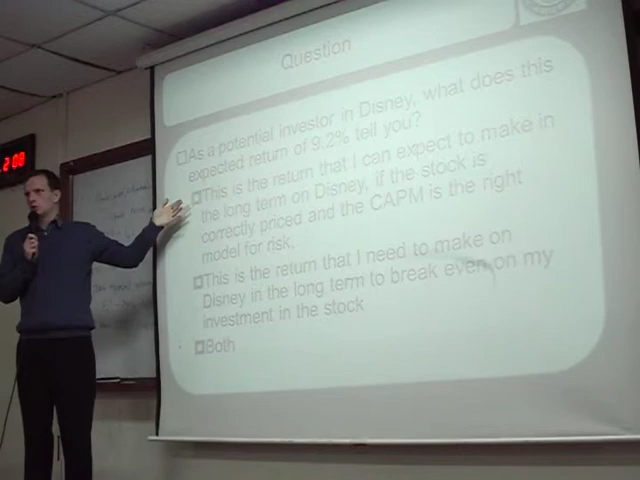 Question
As a potential investor in Disney, what does this
expected return of 9.2% tell you?
This is the return that I can expect to make in
the long term on Disney, if the stock is
correctly priced and the CAPM is the right
model for risk.
This is the return that I need to make on
Disney in the long term to break even on my
investment in the stock
Both
2:08